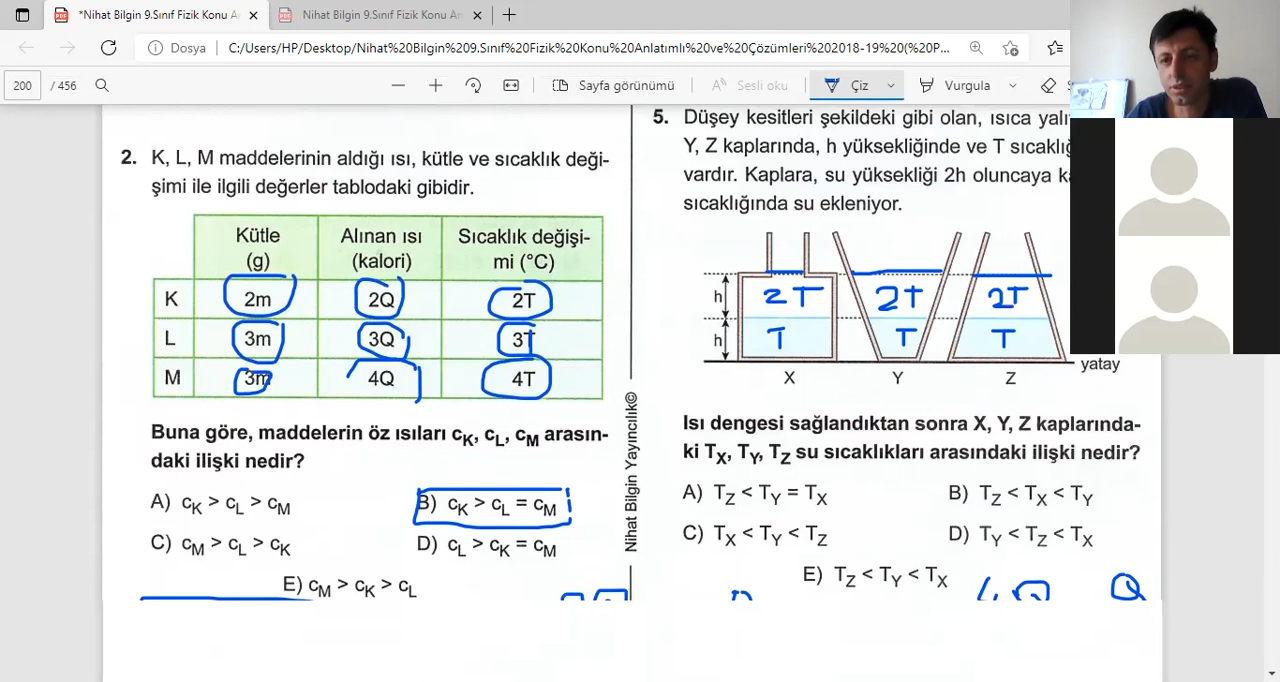 *Nihat Bilgin 9.Sınıf Fizik Konu A
Nihat Bilgin 9.Sınıf Fizik Konu An
Dosya
C:/Users/HP/Desktop/Nihat%20Bilgin%209.Sınıf%20Fizik%20Konu%20Anlatımlı%20ve%20Çözümleri%202018-19%20(%20P...
200 / 456
Sayfa görünümü
Sesli oku
Çiz
Vurgula
2. K, L, M maddelerinin aldığı ısı, kütle ve sıcaklık deği-
şimi ile ilgili değerler tablodaki gibidir.
Kütle (g) Alınan ısı (kalori) Sıcaklık değişi-mi (°C)
K 2m 2Q 2T
L 3m 3Q 3T
M 3m 4Q 4T
Buna göre, maddelerin öz ısıları cK, cL, cM arasın-
daki ilişki nedir?
A) cK > cL > cM
B) cK > cL = cM
C) cM > cL > cK
D) cL > cK = cM
E) cM > cK > cL
Nihat Bilgin Yayıncılık©
5. Düşey kesitleri şekildeki gibi olan, ısıca
Y, Z kaplarında, h yüksekliğinde ve T
vardır. Kaplara, su yüksekliği 2h oluncaya
sıcaklığında su ekleniyor.
h 2T 2T 2T
h T T T
yatay
X Y Z
Isı dengesi sağlandıktan sonra X, Y, Z kaplarında-
ki TX, TY, TZ su sıcaklıkları arasındaki ilişki nedir?
A) TZ < TY = TX
B) TZ < TX < TY
C) TX < TY < TZ
D) TY < TZ < TX
E) TZ < TY < TX